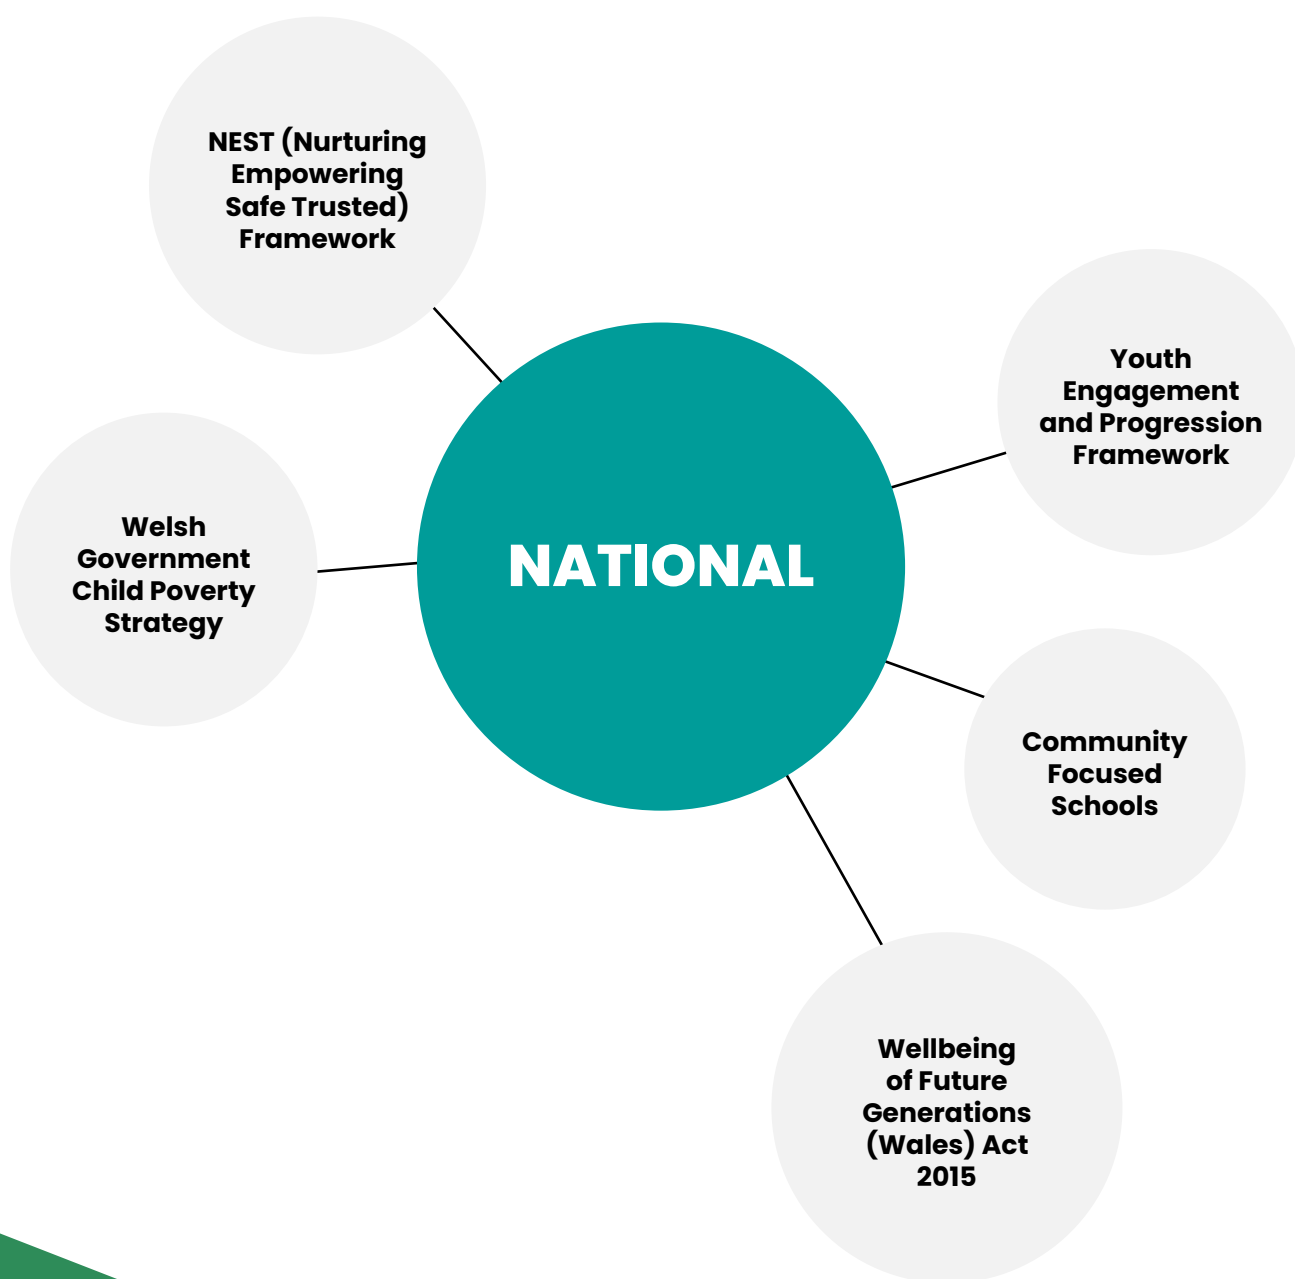 NEST (Nurturing
Empowering
Safe Trusted)
Framework
Youth
Engagement
and Progression
Framework
Welsh
Government
Child Poverty
Strategy
NATIONAL
Community
Focused
Schools
Wellbeing
of Future
Generations
(Wales) Act
2015